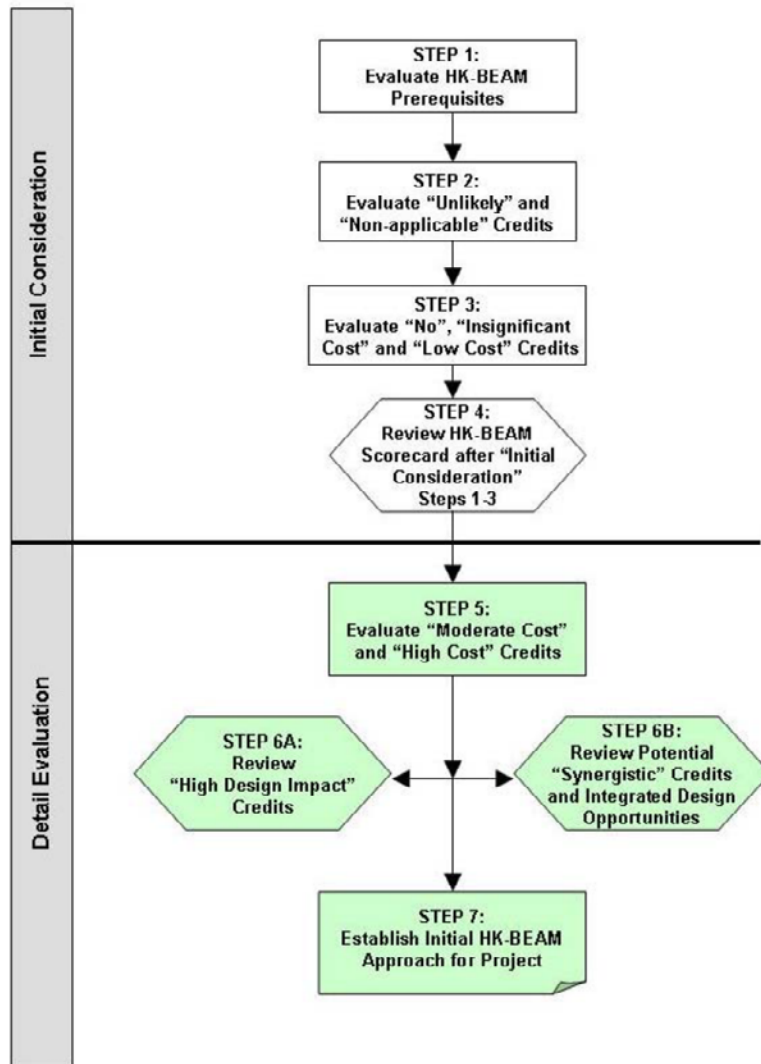 Initial Consideration
STEP 1:
Evaluate HK-BEAM
Prerequisites
STEP 2:
Evaluate “Unlikely” and
“Non-applicable” Credits
STEP 3:
Evaluate “No”, “Insignificant
Cost” and “Low Cost” Credits
STEP 4:
Review HK-BEAM
Scorecard after “Initial
Consideration”
Steps 1-3
Detail Evaluation
STEP 5:
Evaluate “Moderate Cost”
and “High Cost” Credits
STEP 6A:
Review
“High Design Impact”
Credits
STEP 6B:
Review Potential
“Synergistic” Credits
and Integrated Design
Opportunities
STEP 7:
Establish Initial HK-BEAM
Approach for Project